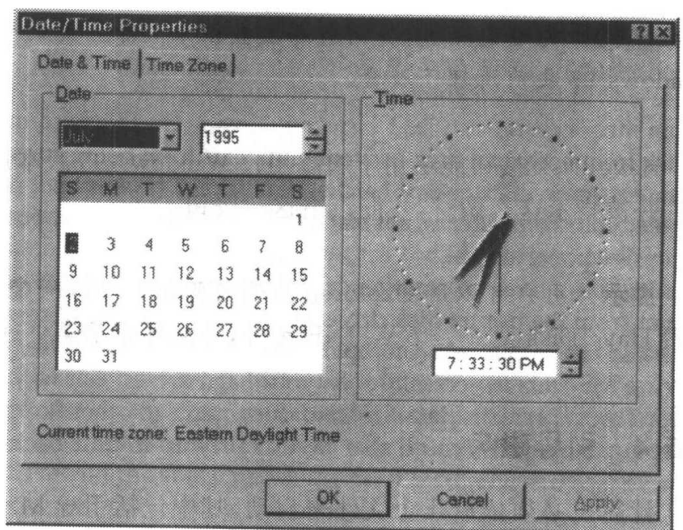 Date/Time Properties
Date & Time Time Zone
Date
July 1995
S M T W T F S
1
2 3 4 5 6 7 8
9 10 11 12 13 14 15
16 17 18 19 20 21 22
23 24 25 26 27 28 29
30 31
Time
7 : 33 : 30 PM
Current time zone: Eastern Daylight Time
OK Cancel Apply